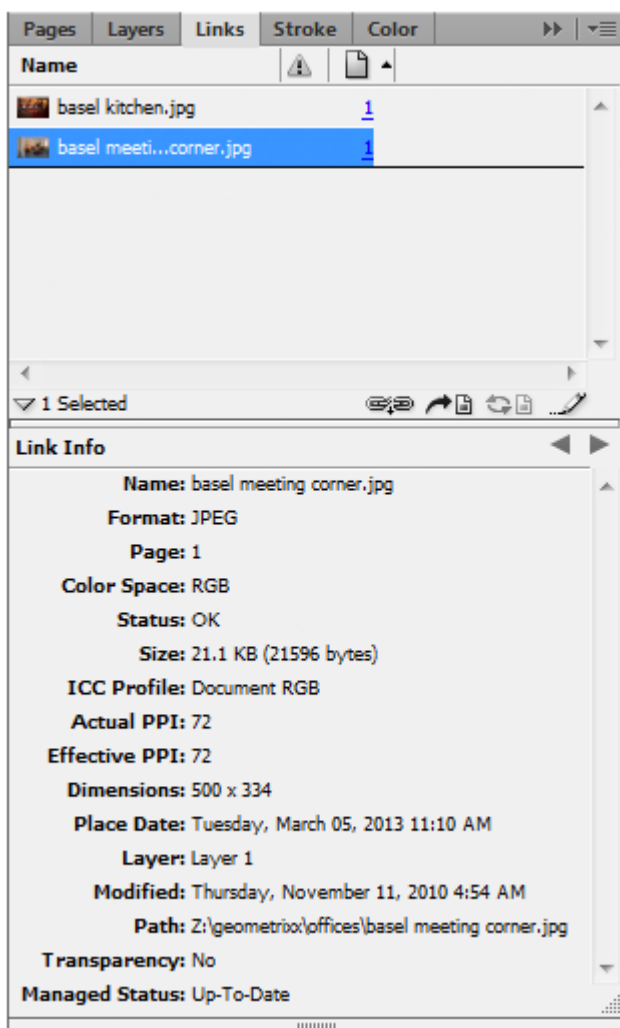 Pages Layers Links Stroke Color
Name
basel kitchen.jpg 1
basel meeti...corner.jpg 1
1 Selected
Link Info
Name: basel meeting corner.jpg
Format: JPEG
Page: 1
Color Space: RGB
Status: OK
Size: 21.1 KB (21596 bytes)
ICC Profile: Document RGB
Actual PPI: 72
Effective PPI: 72
Dimensions: 500 x 334
Place Date: Tuesday, March 05, 2013 11:10 AM
Layer: Layer 1
Modified: Thursday, November 11, 2010 4:54 AM
Path: Z:\geometrixx\offices\basel meeting corner.jpg
Transparency: No
Managed Status: Up-To-Date